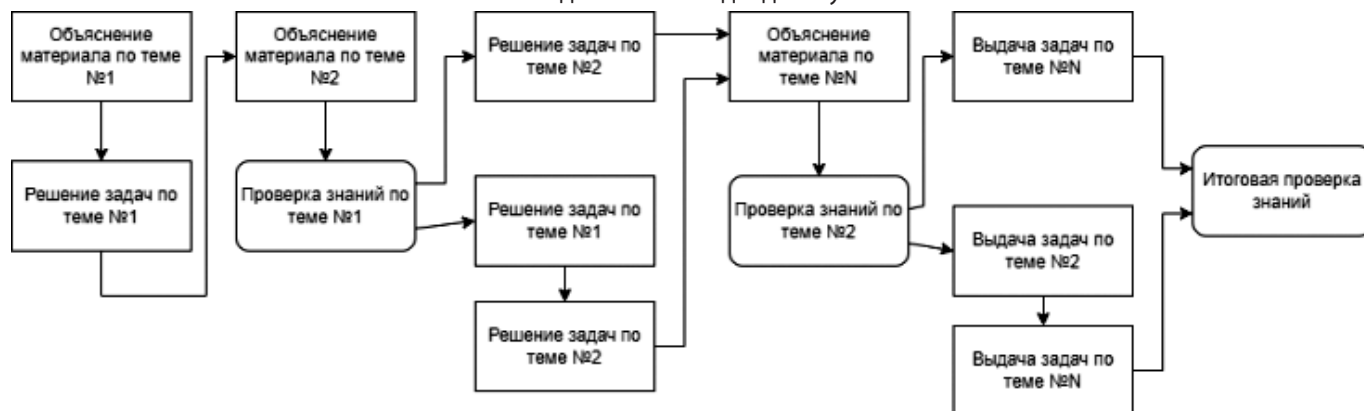 Объяснение
материала по теме
№1
Решение задач по
теме №1
Объяснение
материала по теме
№2
Проверка знаний по
теме №1
Решение задач по
теме №2
Решение задач по
теме №1
Решение задач по
теме №2
Объяснение
материала по
теме №N
Проверка знаний по
теме №2
Выдача задач по
теме №N
Выдача задач по
теме №2
Выдача задач по
теме №N
Итоговая проверка
знаний